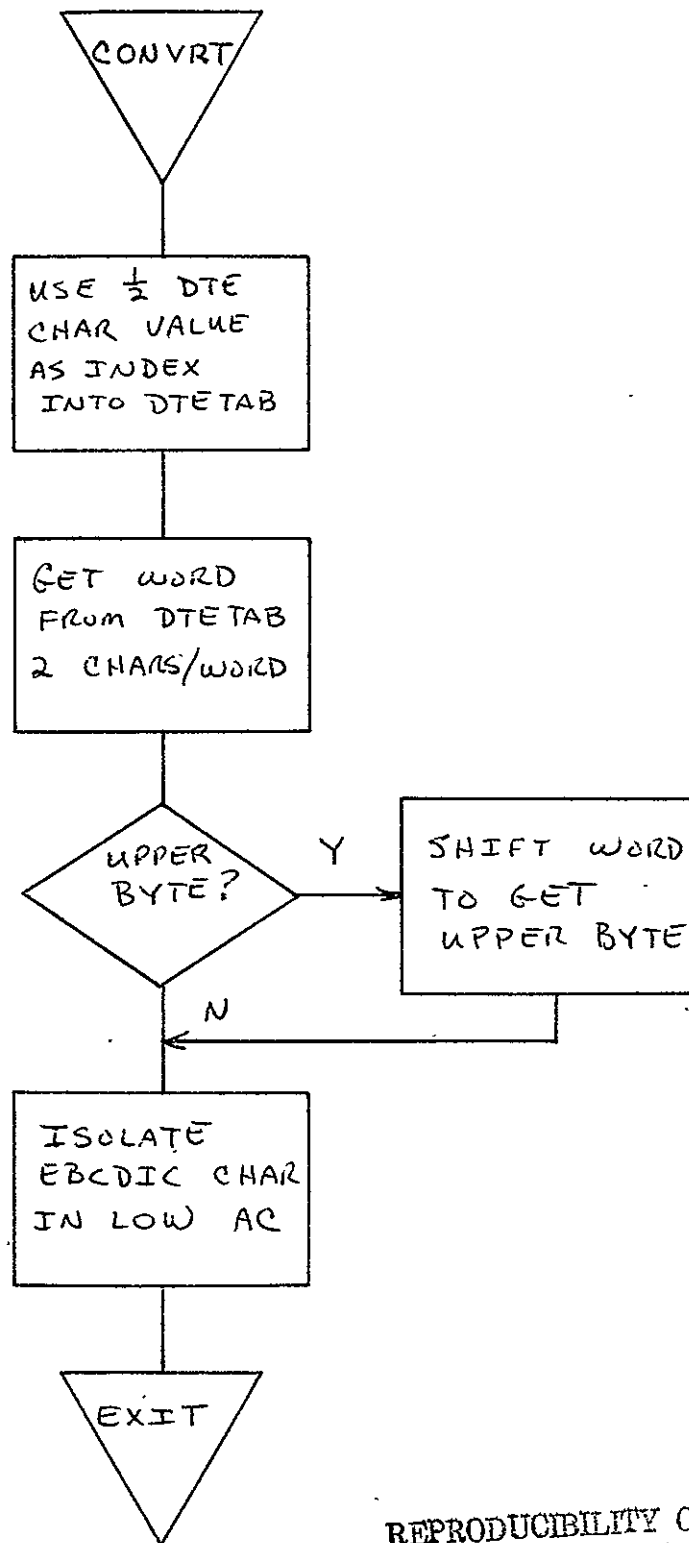 CONVRT
USE 1/2 DTE
CHAR VALUE
AS INDEX
INTO DTETAB
GET WORD
FROM DTETAB
2 CHARS/WORD
UPPER
BYTE?
Y
SHIFT WORD
TO GET
UPPER BYTE
N
ISOLATE
EBCDIC CHAR
IN LOW AC
EXIT
REPRODUCIBILITY